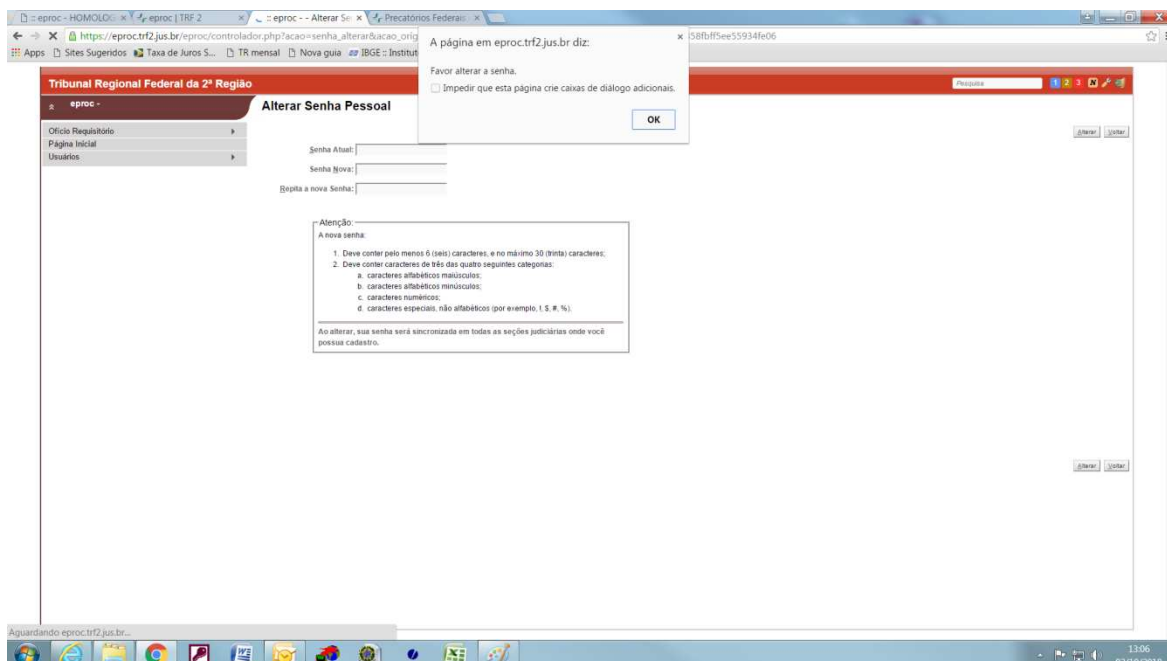 :: eproc - HOMOLOG
eproc | TRF 2
:: eproc - - Alterar Se
Precatórios Federais
https://eproc.trf2.jus.br/eproc/controlador.php?acao=senha_alterar&acao_orig
58fbff5ee55934fe06
Apps
Sites Sugeridos
Taxa de Juros S...
TR mensal
Nova guia
IBGE :: Institut
A página em eproc.trf2.jus.br diz:
Favor alterar a senha.
Impedir que esta página crie caixas de diálogo adicionais.
OK
Tribunal Regional Federal da 2ª Região
Pesquisa
1 2 3 N
eproc -
Alterar Senha Pessoal
Ofício Requisitório
Página Inicial
Usuários
Alterar
Voltar
Senha Atual:
Senha Nova:
Repita a nova Senha:
Atenção:
A nova senha:
1. Deve conter pelo menos 6 (seis) caracteres, e no máximo 30 (trinta) caracteres;
2. Deve conter caracteres de três das quatro seguintes categorias:
a. caracteres alfabéticos maiúsculos;
b. caracteres alfabéticos minúsculos;
c. caracteres numéricos;
d. caracteres especiais, não alfabéticos (por exemplo, !, $, #, %).
Ao alterar, sua senha será sincronizada em todas as seções judiciárias onde você
possua cadastro.
Alterar
Voltar
Aguardando eproc.trf2.jus.br...
13:06